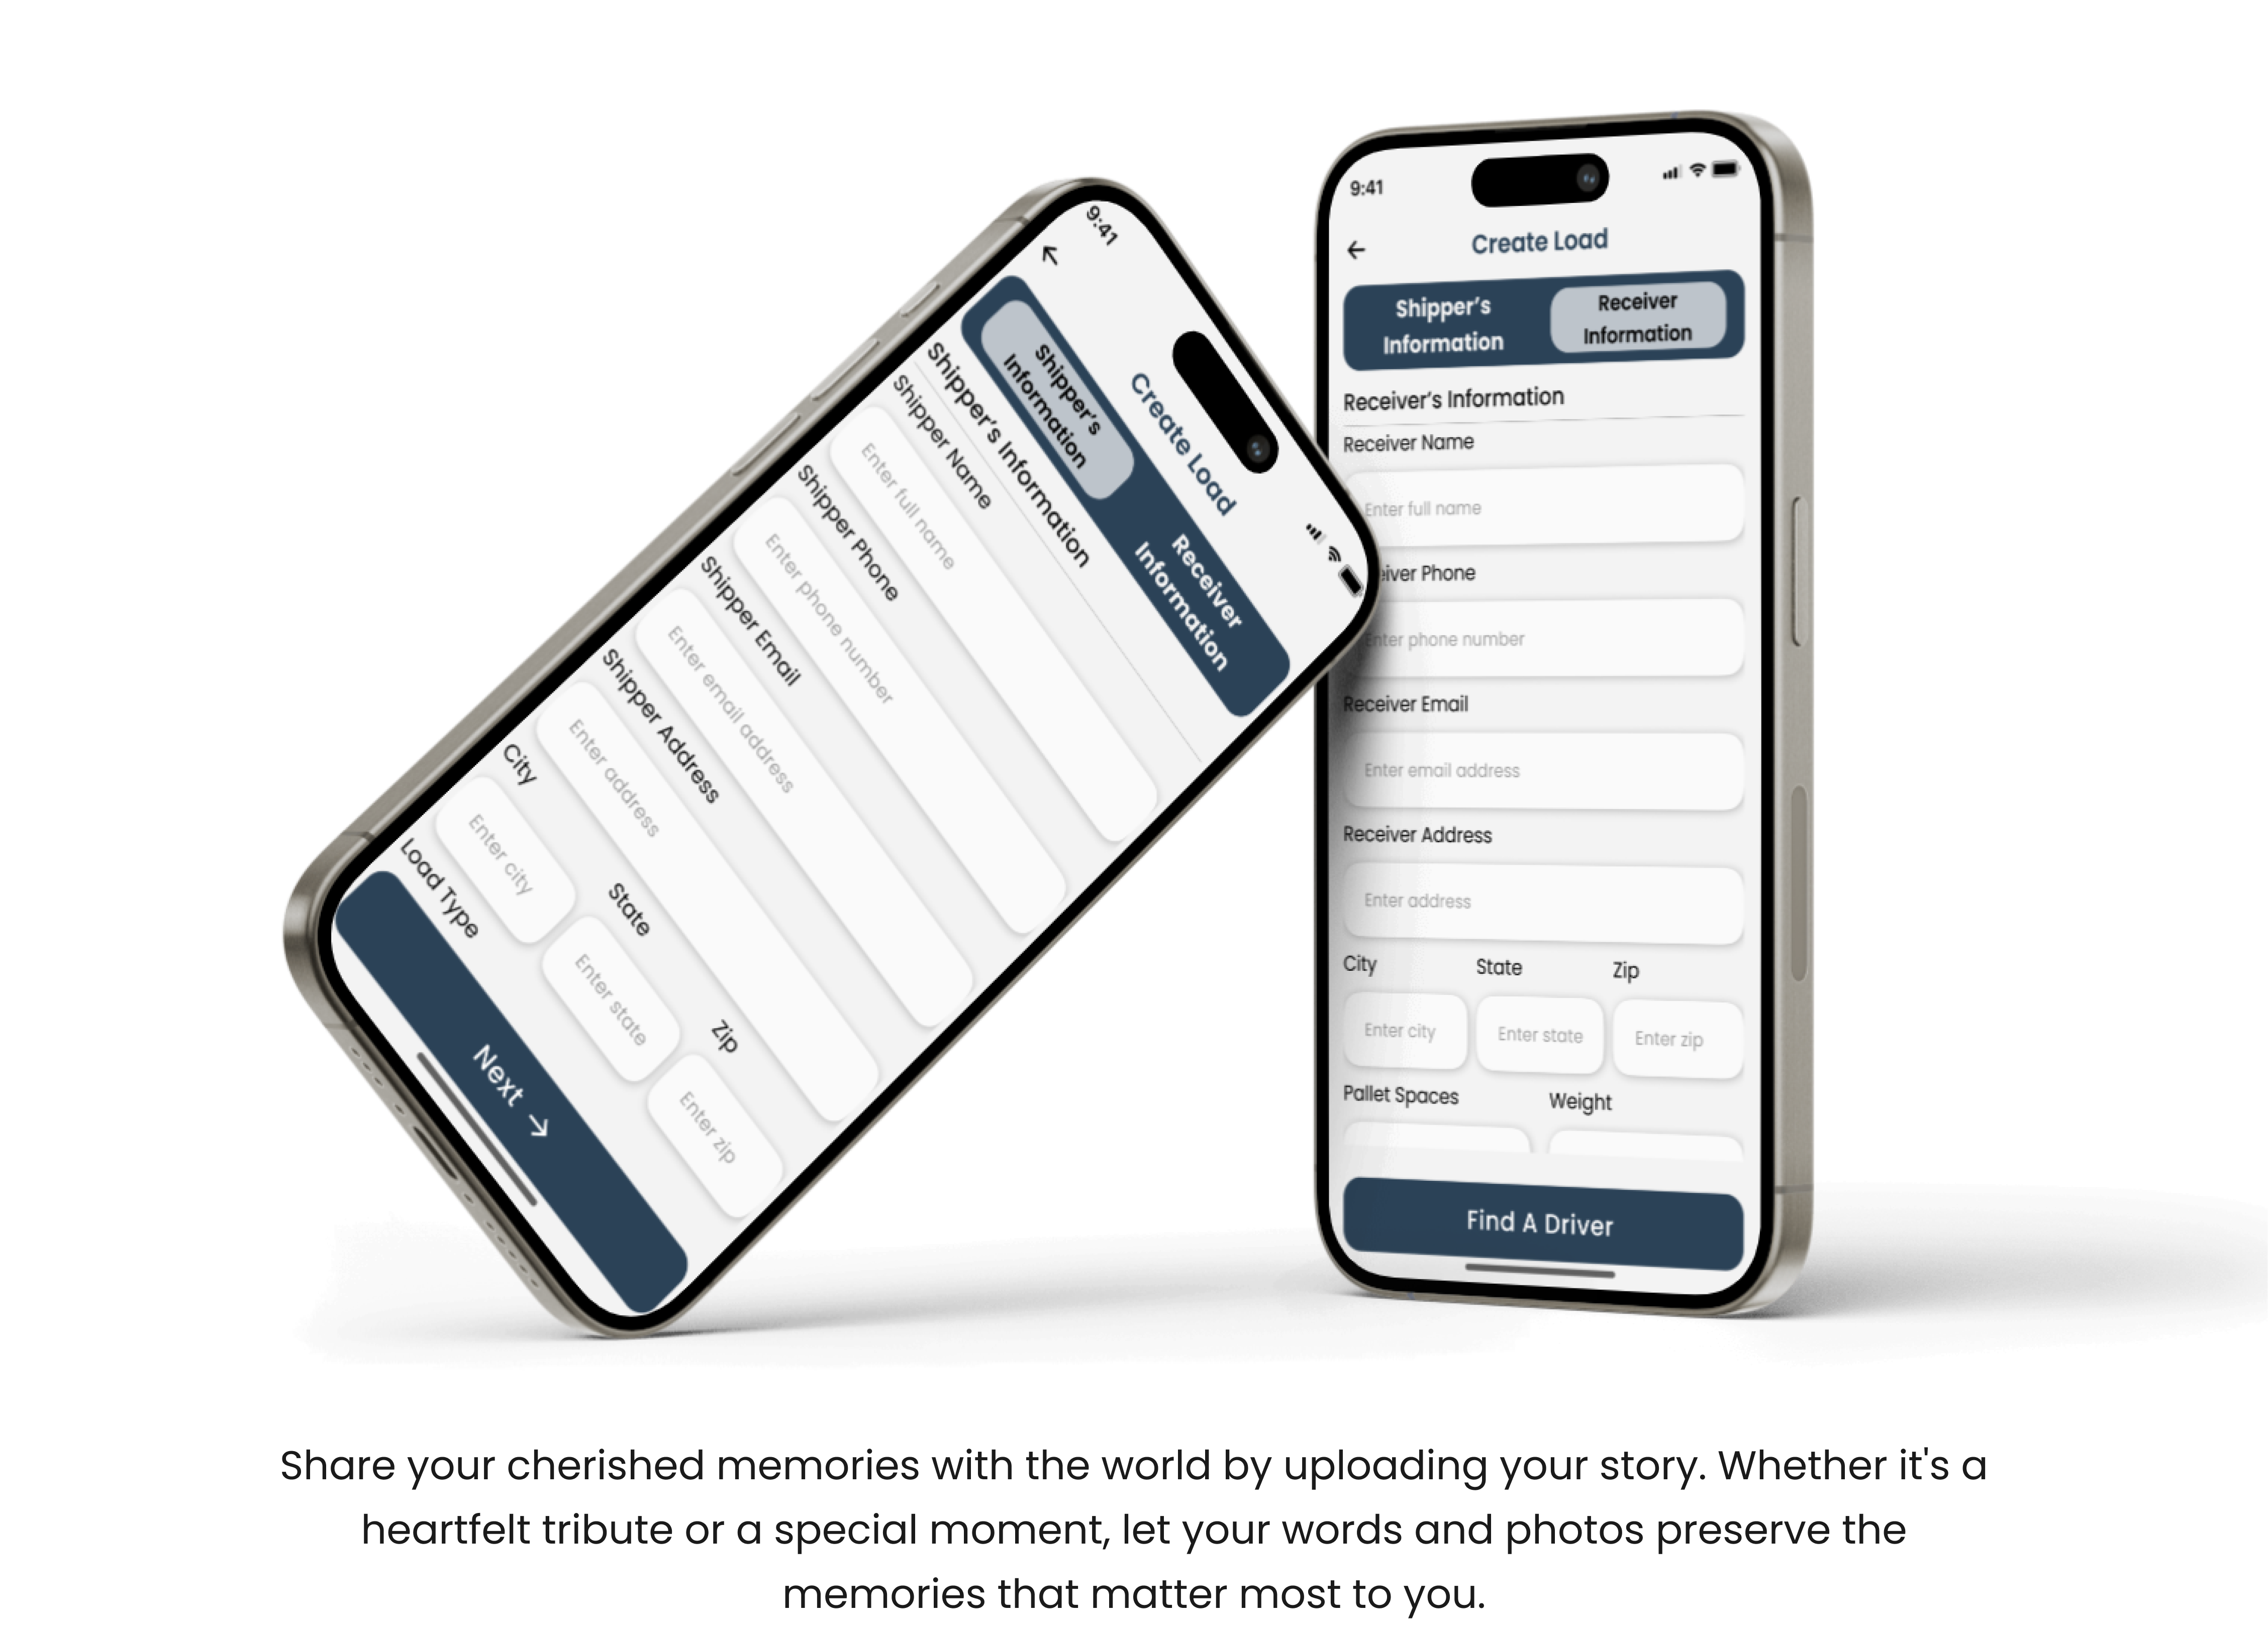 9:41
Create Load
Shipper's
Information
Receiver
Information
Shipper's Information
Shipper Name
Enter full name
Shipper Phone
Enter phone number
Shipper Email
Enter email address
Shipper Address
Enter address
City State Zip
Enter city Enter state Enter zip
Load Type
Next
9:41
Create Load
Shipper's
Information
Receiver
Information
Receiver's Information
Receiver Name
Enter full name
eiver Phone
Enter phone number
Receiver Email
Enter email address
Receiver Address
Enter address
City State Zip
Enter city Enter state Enter zip
Pallet Spaces Weight
Find A Driver
Share your cherished memories with the world by uploading your story. Whether it's a
heartfelt tribute or a special moment, let your words and photos preserve the
memories that matter most to you.